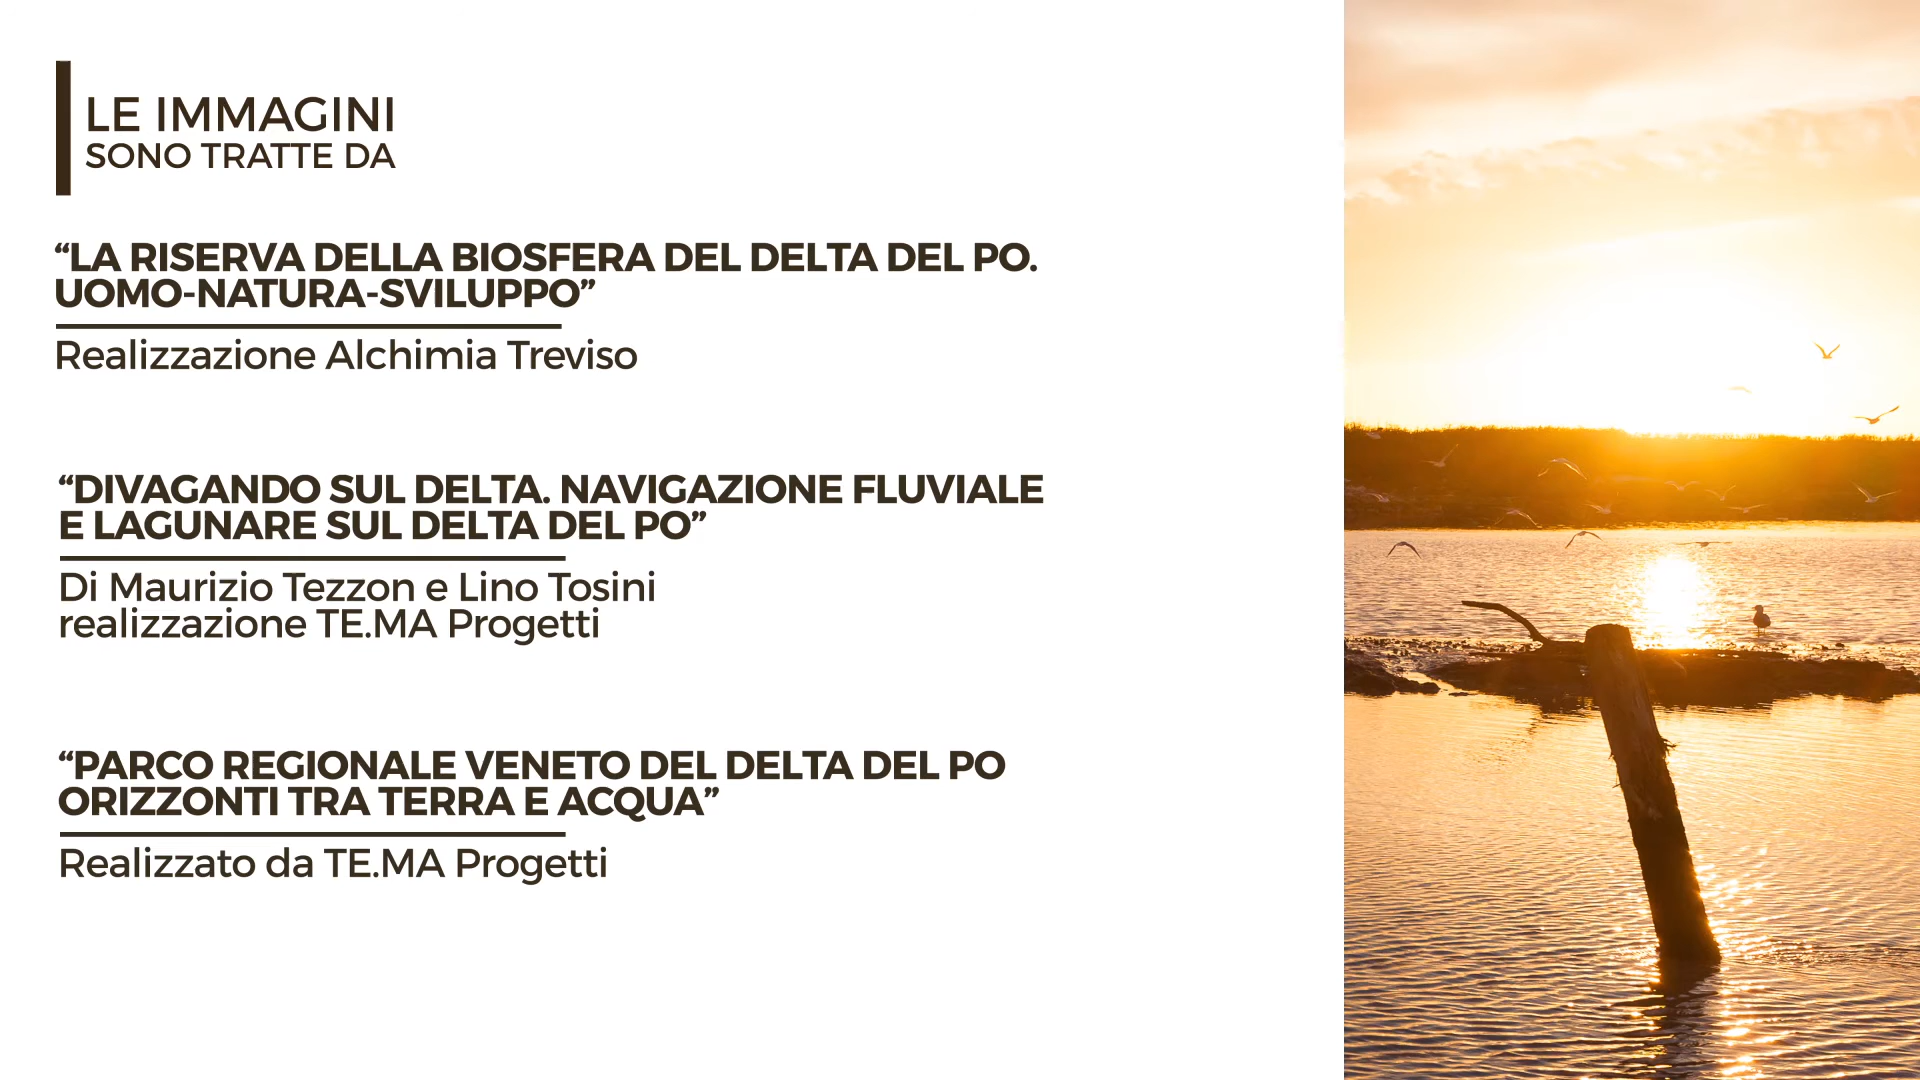 LE IMMAGINI
SONO TRATTE DA
“LA RISERVA DELLA BIOSFERA DEL DELTA DEL PO.
UOMO-NATURA-SVILUPPO”
Realizzazione Alchimia Treviso
“DIVAGANDO SUL DELTA. NAVIGAZIONE FLUVIALE
E LAGUNARE SUL DELTA DEL PO”
Di Maurizio Tezzon e Lino Tosini
realizzazione TE.MA Progetti
“PARCO REGIONALE VENETO DEL DELTA DEL PO
ORIZZONTI TRA TERRA E ACQUA”
Realizzato da TE.MA Progetti